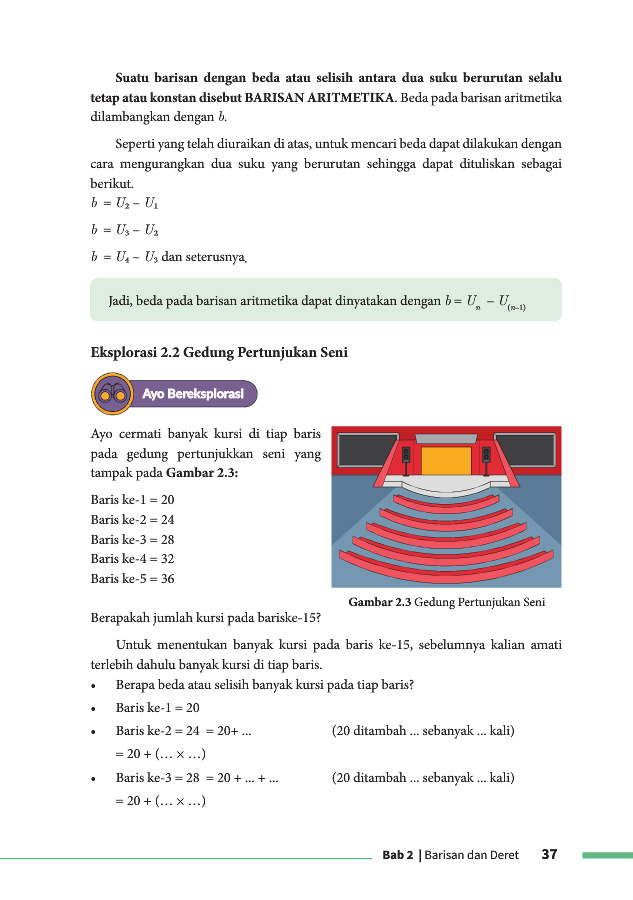 Suatu barisan dengan beda atau selisih antara dua suku berurutan selalu
tetap atau konstan disebut BARISAN ARITMETIKA. Beda pada barisan aritmetika
dilambangkan dengan b.
Seperti yang telah diuraikan di atas, untuk mencari beda dapat dilakukan dengan
cara mengurangkan dua suku yang berurutan sehingga dapat dituliskan sebagai
berikut.
b = U₂ – U₁
b = U₃ – U₂
b = U₄ – U₃ dan seterusnya.
Jadi, beda pada barisan aritmetika dapat dinyatakan dengan b = Uₙ – U₍ₙ₋₁₎
Eksplorasi 2.2 Gedung Pertunjukan Seni
Ayo Bereksplorasi
Ayo cermati banyak kursi di tiap baris
pada gedung pertunjukkan seni yang
tampak pada Gambar 2.3:
Baris ke-1 = 20
Baris ke-2 = 24
Baris ke-3 = 28
Baris ke-4 = 32
Baris ke-5 = 36
Gambar 2.3 Gedung Pertunjukan Seni
Berapakah jumlah kursi pada bariske-15?
Untuk menentukan banyak kursi pada baris ke-15, sebelumnya kalian amati
terlebih dahulu banyak kursi di tiap baris.
• Berapa beda atau selisih banyak kursi pada tiap baris?
• Baris ke-1 = 20
• Baris ke-2 = 24 = 20+ ... (20 ditambah ... sebanyak ... kali)
= 20 + (… × …)
• Baris ke-3 = 28 = 20 + ... + ... (20 ditambah ... sebanyak ... kali)
= 20 + (… × …)
Bab 2 | Barisan dan Deret 37